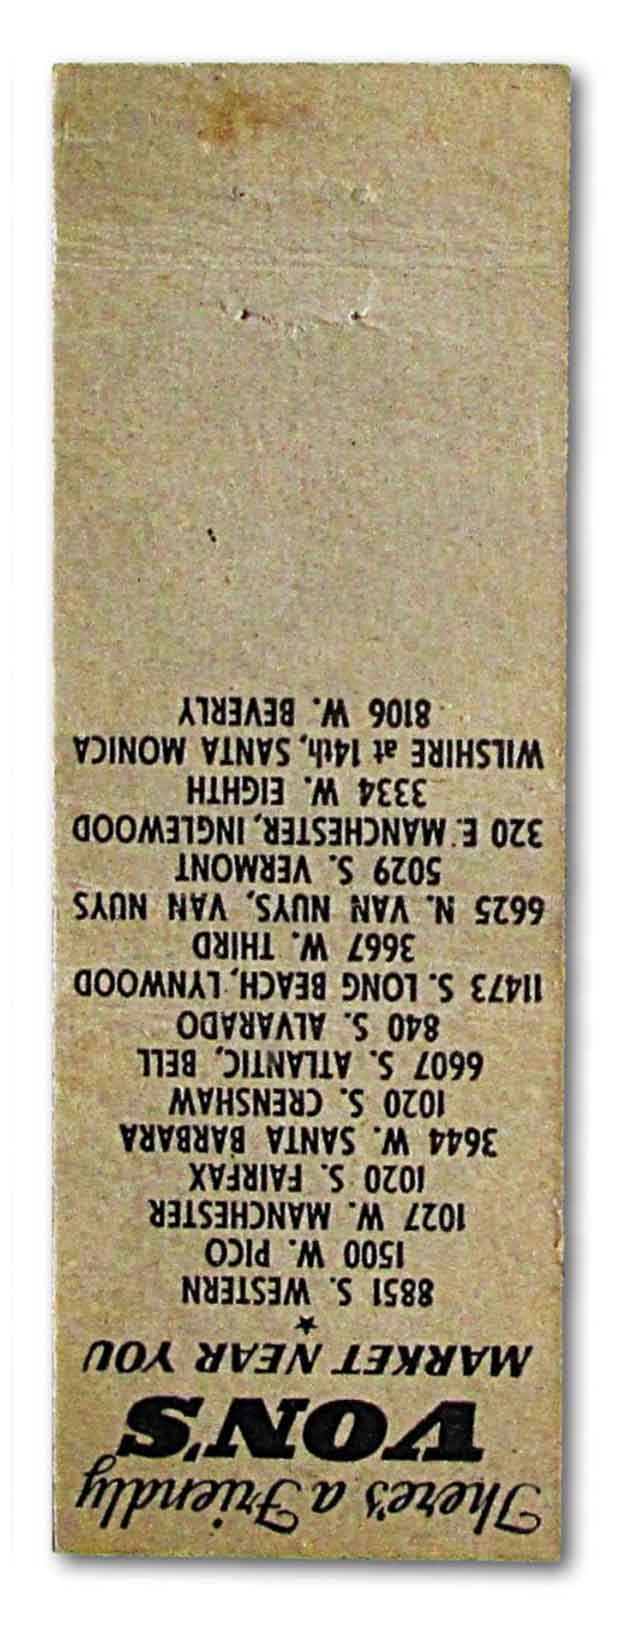 There's a Friendly
VON'S
MARKET NEAR YOU
★
8851 S. WESTERN
1500 W. PICO
1027 W. MANCHESTER
1020 S. FAIRFAX
3644 W. SANTA BARBARA
1020 S. CRENSHAW
6607 S. ATLANTIC, BELL
840 S. ALVARADO
11473 S. LONG BEACH, LYNWOOD
3667 W. THIRD
6625 N. VAN NUYS, VAN NUYS
5029 S. VERMONT
320 E. MANCHESTER, INGLEWOOD
3334 W. EIGHTH
WILSHIRE at 14th, SANTA MONICA
8106 W. BEVERLY